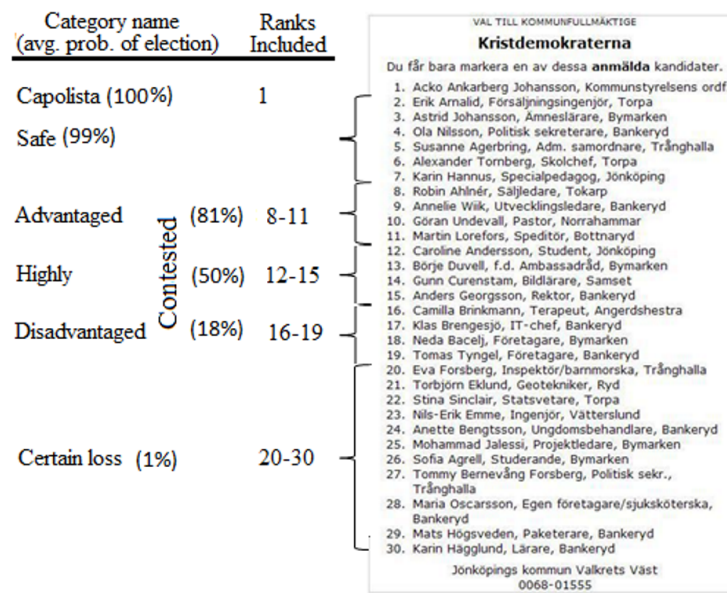 Category name
(avg. prob. of election)
Ranks
Included
Capolista (100%)
1
Safe (99%)
Contested
Advantaged (81%) 8-11
Highly (50%) 12-15
Disadvantaged (18%) 16-19
Certain loss (1%) 20-30
VAL TILL KOMMUNFULLMÄKTIGE
Kristdemokraterna
Du får bara markera en av dessa anmälda kandidater.
1. Acko Ankarberg Johansson, Kommunstyrelsens ordf
2. Erik Arnalid, Försäljningsingenjör, Torpa
3. Astrid Johansson, Ämneslärare, Bymarken
4. Ola Nilsson, Politisk sekreterare, Bankeryd
5. Susanne Agerbring, Adm. samordnare, Trånghalla
6. Alexander Tornberg, Skolchef, Torpa
7. Karin Hannus, Specialpedagog, Jönköping
8. Robin Ahlnér, Säljledare, Tokarp
9. Annelie Wiik, Utvecklingsledare, Bankeryd
10. Göran Undevall, Pastor, Norrahammar
11. Martin Lorefors, Speditör, Bottnaryd
12. Caroline Andersson, Student, Jönköping
13. Börje Duvell, f.d. Ambassadråd, Bymarken
14. Gunn Curenstam, Bildlärare, Samset
15. Anders Georgsson, Rektor, Bankeryd
16. Camilla Brinkmann, Terapeut, Angerdshestra
17. Klas Brengesjö, IT-chef, Bankeryd
18. Neda Bacelj, Företagare, Bymarken
19. Tomas Tyngel, Företagare, Bankeryd
20. Eva Forsberg, Inspektör/barnmorska, Trånghalla
21. Torbjörn Eklund, Geotekniker, Ryd
22. Stina Sinclair, Statsvetare, Torpa
23. Nils-Erik Emme, Ingenjör, Vätterslund
24. Anette Bengtsson, Ungdomsbehandlare, Bankeryd
25. Mohammad Jalessi, Projektledare, Bymarken
26. Sofia Agrell, Studerande, Bymarken
27. Tommy Bernevång Forsberg, Politisk sekr.,
Trånghalla
28. Maria Oscarsson, Egen företagare/sjuksköterska,
Bankeryd
29. Mats Högsveden, Paketerare, Bankeryd
30. Karin Hägglund, Lärare, Bankeryd
Jönköpings kommun Valkrets Väst
0068-01555